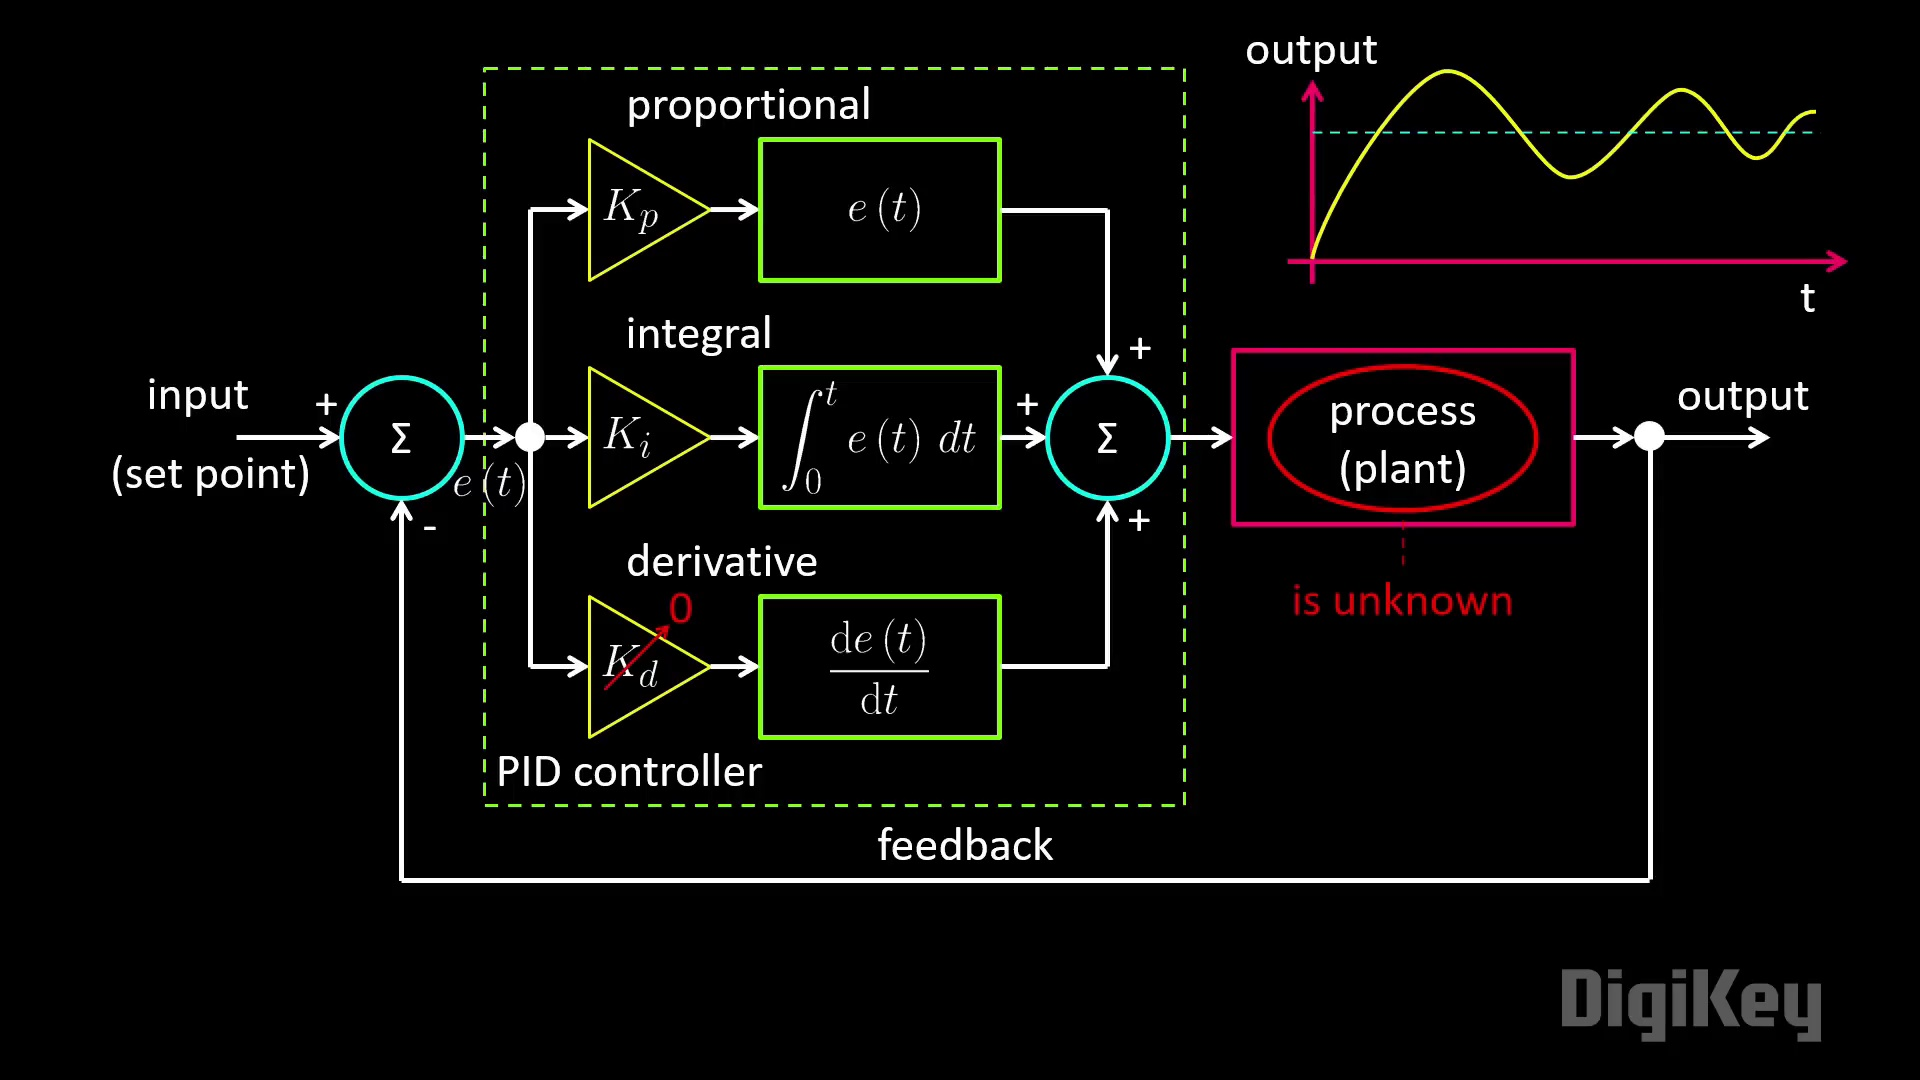 output
t
proportional
K_p
e(t)
integral
+
input
+
Σ
(set point)
e(t)
-
K_i
∫_0^t e(t) dt
+
Σ
+
process
(plant)
output
is unknown
derivative
0
K_d
de(t)
dt
PID controller
feedback
DigiKey